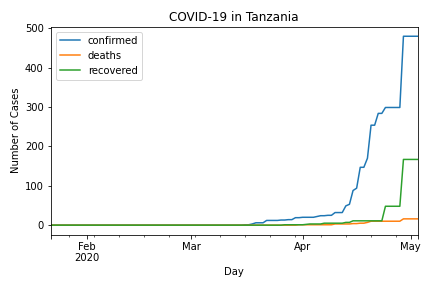 COVID-19 in Tanzania
confirmed
deaths
recovered
Number of Cases
500
400
300
200
100
0
Feb
2020
Mar
Apr
May
Day